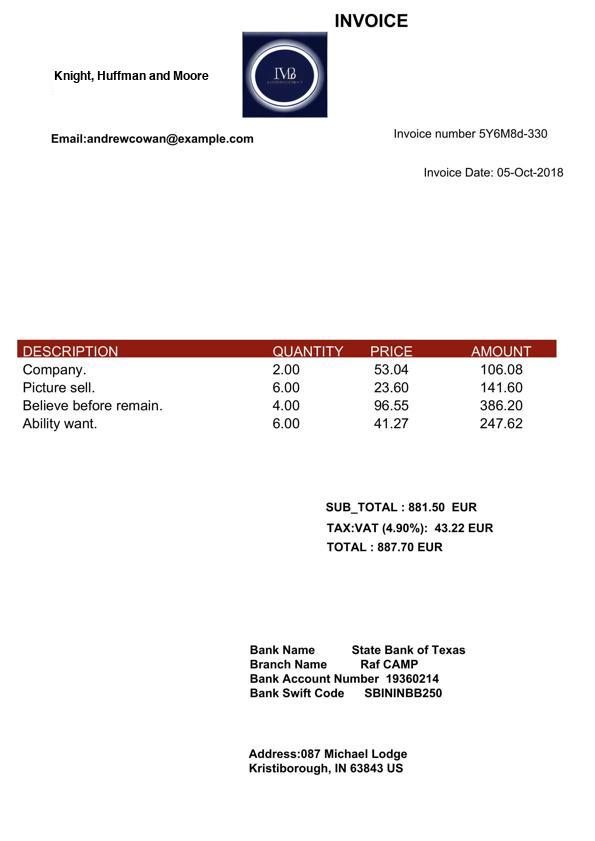 INVOICE
Knight, Huffman and Moore
Email:andrewcowan@example.com
Invoice number 5Y6M8d-330
Invoice Date: 05-Oct-2018
DESCRIPTION QUANTITY PRICE AMOUNT
Company. 2.00 53.04 106.08
Picture sell. 6.00 23.60 141.60
Believe before remain. 4.00 96.55 386.20
Ability want. 6.00 41.27 247.62
SUB_TOTAL : 881.50 EUR
TAX:VAT (4.90%): 43.22 EUR
TOTAL : 887.70 EUR
Bank Name State Bank of Texas
Branch Name Raf CAMP
Bank Account Number 19360214
Bank Swift Code SBININBB250
Address:087 Michael Lodge
Kristiborough, IN 63843 US